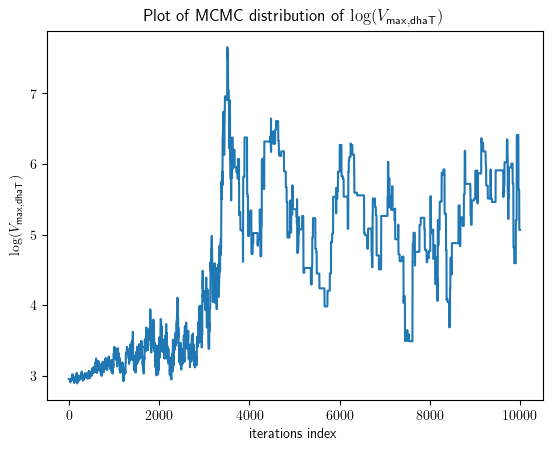 Plot of MCMC distribution of log(V_max,dhaT)
log(V_max,dhaT)
7
6
5
4
3
0 2000 4000 6000 8000 10000
iterations index